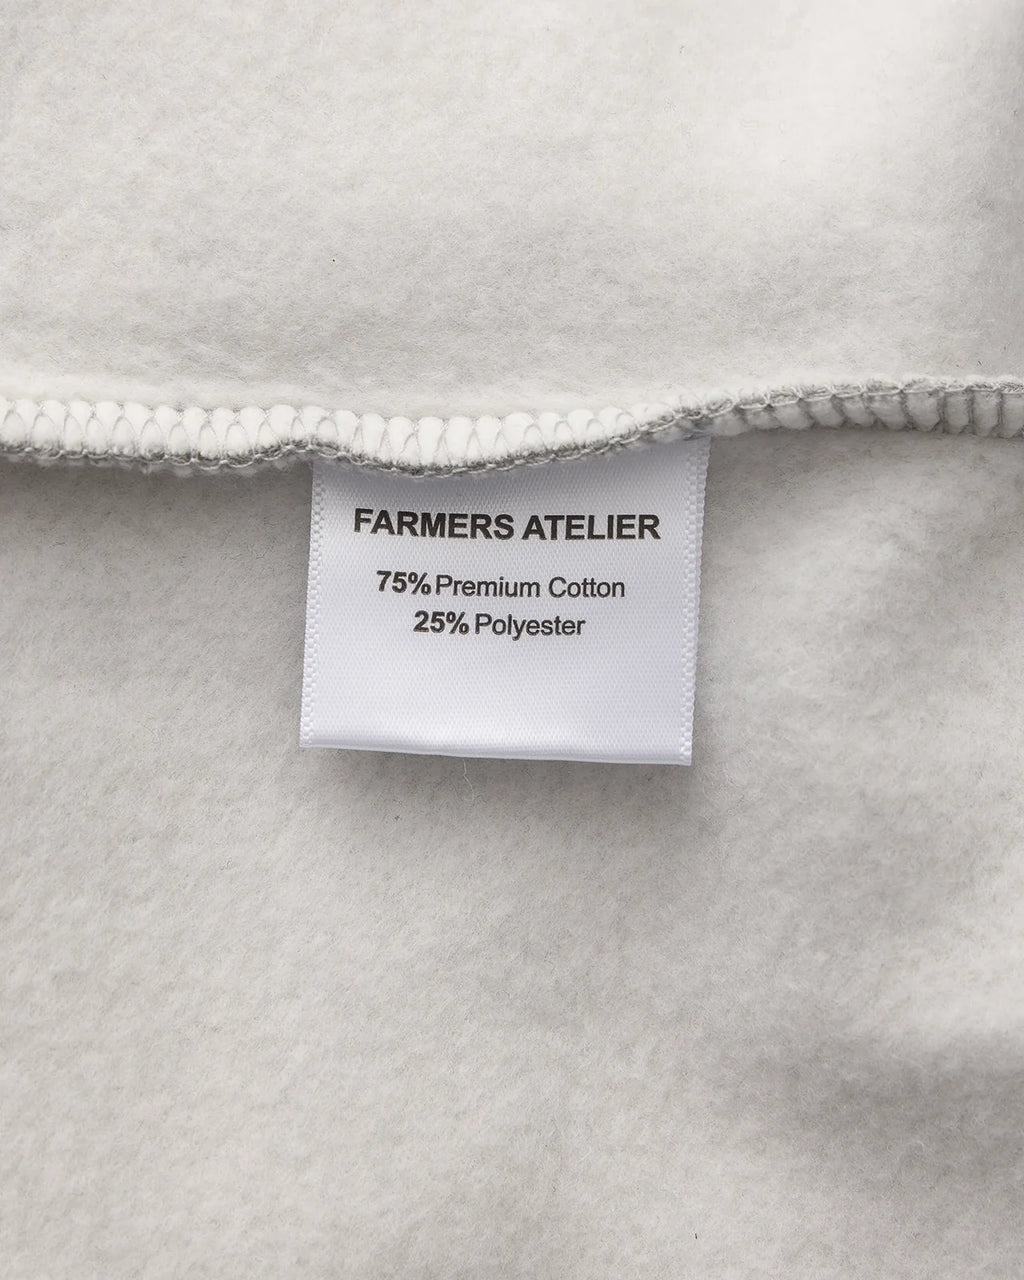 FARMERS ATELIER
75% Premium Cotton
25% Polyester